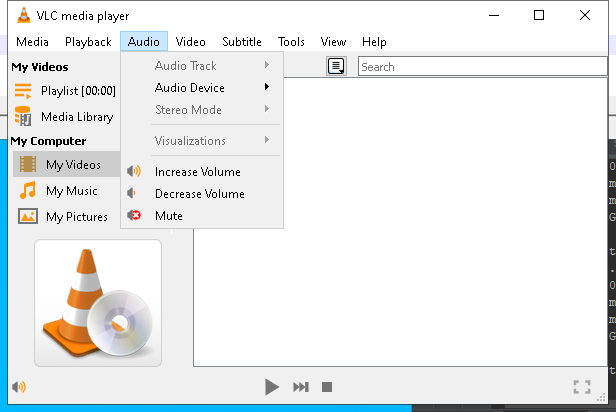 VLC media player
Media Playback Audio Video Subtitle Tools View Help
My Videos
Playlist [00:00]
Media Library
My Computer
My Videos
My Music
My Pictures
Audio Track
Audio Device
Stereo Mode
Visualizations
Increase Volume
Decrease Volume
Mute
Search